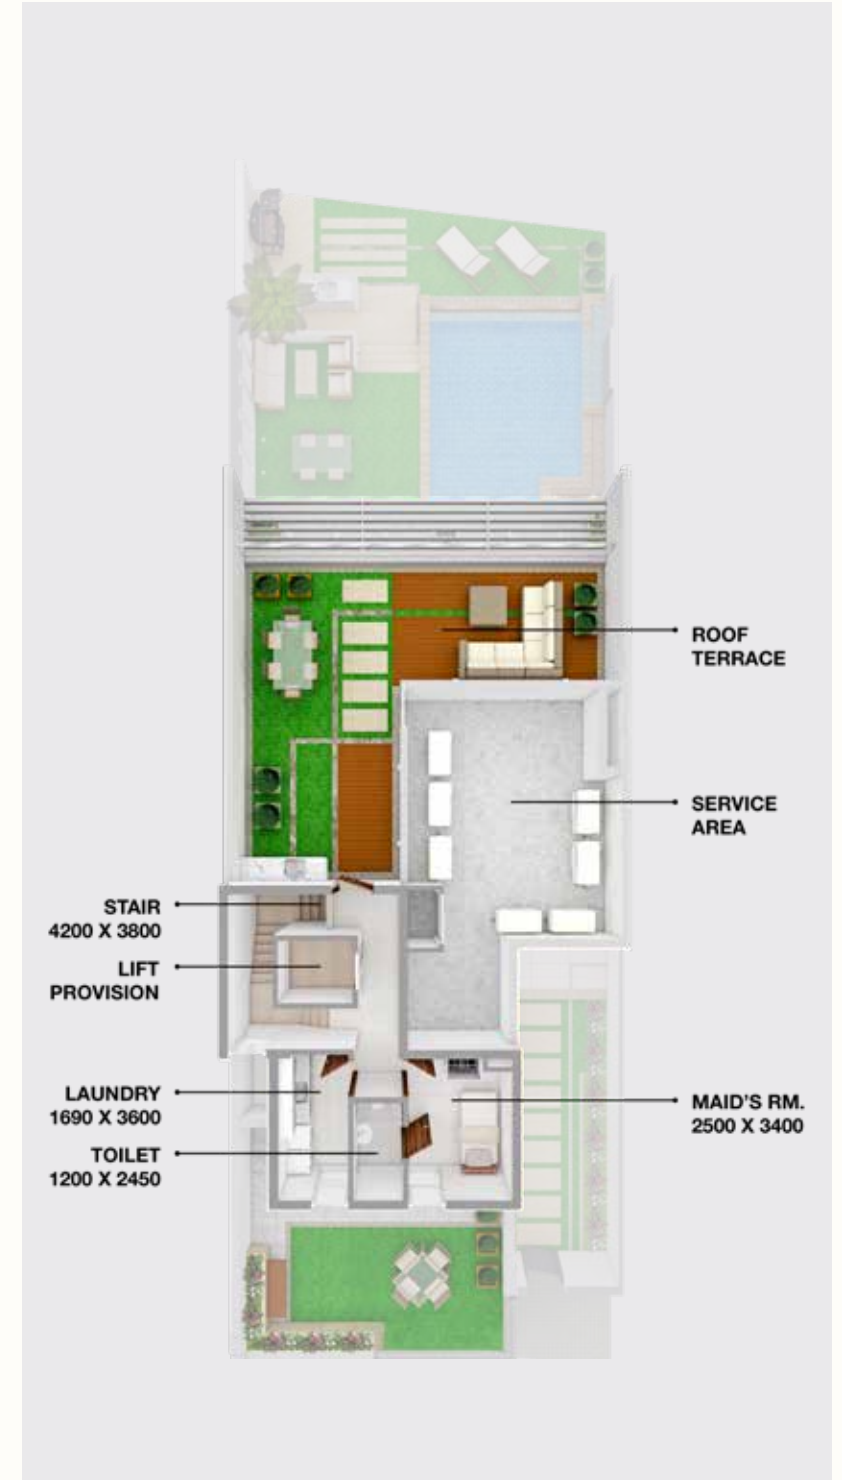 ROOF
TERRACE
SERVICE
AREA
STAIR
4200 X 3800
LIFT
PROVISION
LAUNDRY
1690 X 3600
MAID'S RM.
2500 X 3400
TOILET
1200 X 2450